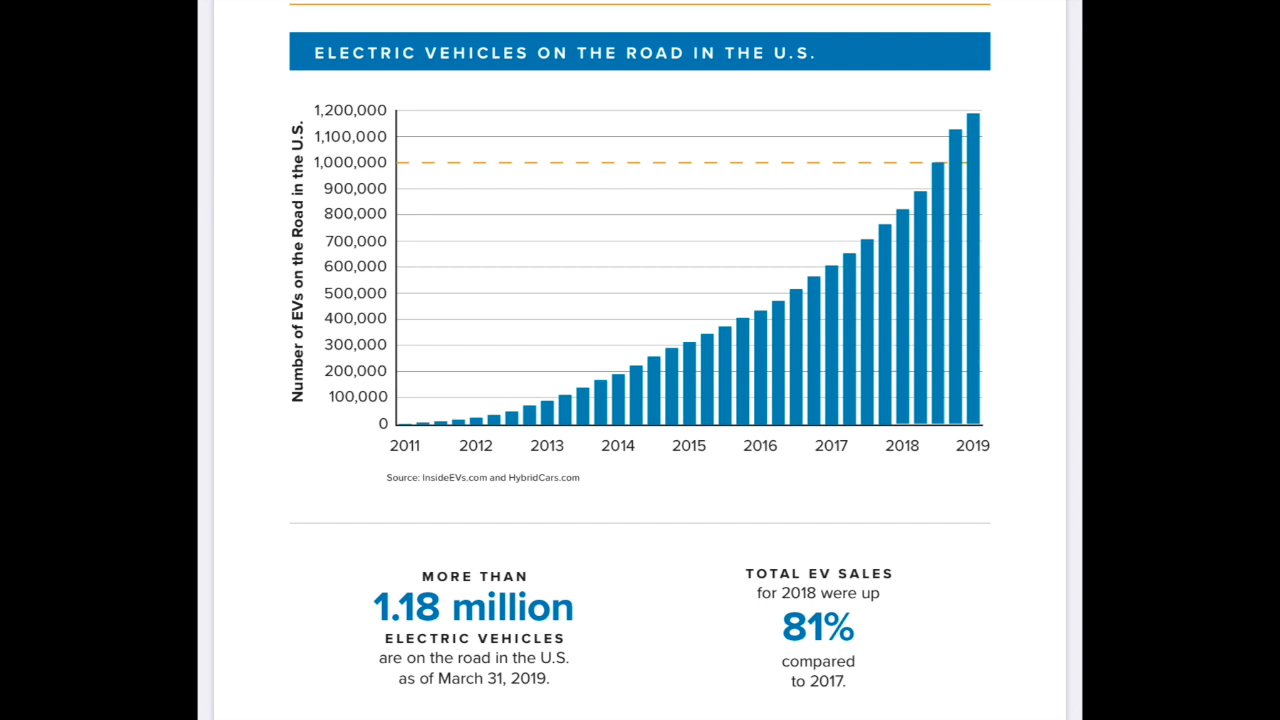 ELECTRIC VEHICLES ON THE ROAD IN THE U.S.
Number of EVs on the Road in the U.S.
1,200,000
1,100,000
1,000,000
900,000
800,000
700,000
600,000
500,000
400,000
300,000
200,000
100,000
0
2011 2012 2013 2014 2015 2016 2017 2018 2019
Source: InsideEVs.com and HybridCars.com
MORE THAN
1.18 million
ELECTRIC VEHICLES
are on the road in the U.S.
as of March 31, 2019.
TOTAL EV SALES
for 2018 were up
81%
compared
to 2017.